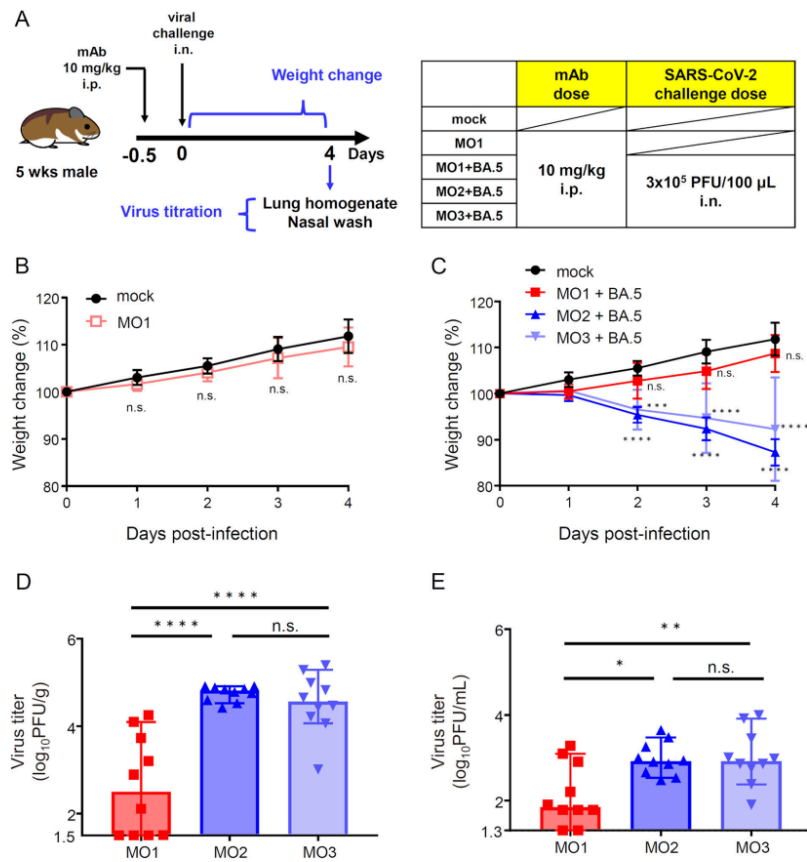 A
mAb
10 mg/kg
i.p.
viral
challenge
i.n.
Weight change
5 wks male
-0.5
0
4
Days
Virus titration
Lung homogenate
Nasal wash
mAb
dose
SARS-CoV-2
challenge dose
mock
MO1
MO1+BA.5
MO2+BA.5
MO3+BA.5
10 mg/kg
i.p.
3x10⁵ PFU/100 µL
i.n.
B
mock
MO1
Weight change (%)
120
110
100
90
80
n.s.
n.s.
n.s.
n.s.
0 1 2 3 4
Days post-infection
C
mock
MO1 + BA.5
MO2 + BA.5
MO3 + BA.5
Weight change (%)
120
110
100
90
80
n.s.
n.s.
n.s.
***
****
****
****
****
****
0 1 2 3 4
Days post-infection
D
****
****
n.s.
Virus titer
(log₁₀PFU/g)
6
4
2
1.5
MO1 MO2 MO3
E
**
*
n.s.
Virus titer
(log₁₀PFU/mL)
6
4
2
1.3
MO1 MO2 MO3